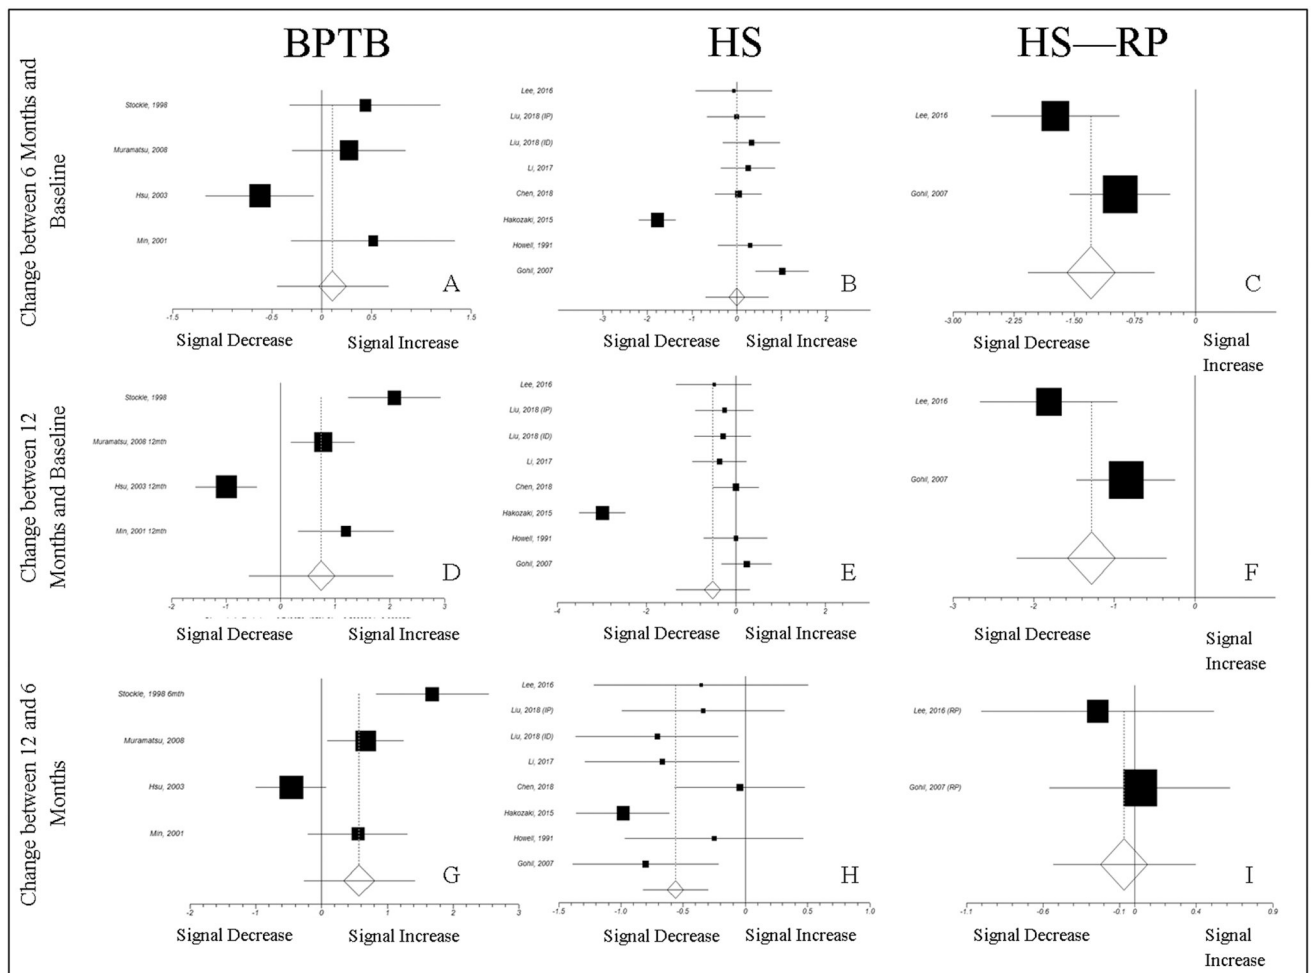 BPTB
HS
HS—RP
Change between 6 Months and
Baseline
Stockle, 1998
Muramatsu, 2008
Hsu, 2003
Min, 2001
A
-1.5 0 0.5 1.5
Signal Decrease Signal Increase
Lee, 2016
Liu, 2018 (IP)
Liu, 2018 (ID)
Li, 2017
Chen, 2018
Hakozaki, 2015
Howell, 1991
Gohil, 2007
B
-3 -2 -1 0 1 2
Signal Decrease Signal Increase
Lee, 2016
Gohil, 2007
C
-3.00 -2.25 -1.50 -0.75 0
Signal Decrease Signal
Increase
Change between 12
Months and Baseline
Stockle, 1998
Muramatsu, 2008 12mth
Hsu, 2003 12mth
Min, 2001 12mth
D
-2 -1 0 1 2 3
Signal Decrease Signal Increase
Lee, 2016
Liu, 2018 (IP)
Liu, 2018 (ID)
Li, 2017
Chen, 2018
Hakozaki, 2015
Howell, 1991
Gohil, 2007
E
-4 -2 0 2
Signal Decrease Signal Increase
Lee, 2016
Gohil, 2007
F
-3 -2 -1 0
Signal Decrease Signal
Increase
Change between 12 and 6
Months
Stockle, 1998 6mth
Muramatsu, 2008
Hsu, 2003
Min, 2001
G
-2 -1 0 1 2 3
Signal Decrease Signal Increase
Lee, 2016
Liu, 2018 (IP)
Liu, 2018 (ID)
Li, 2017
Chen, 2018
Hakozaki, 2015
Howell, 1991
Gohil, 2007
H
-1.5 -1.0 -0.5 0 0.5 1.0
Signal Decrease Signal Increase
Lee, 2016 (RP)
Gohil, 2007 (RP)
I
-1.1 -0.6 -0.1 0 0.4 0.9
Signal Decrease Signal
Increase